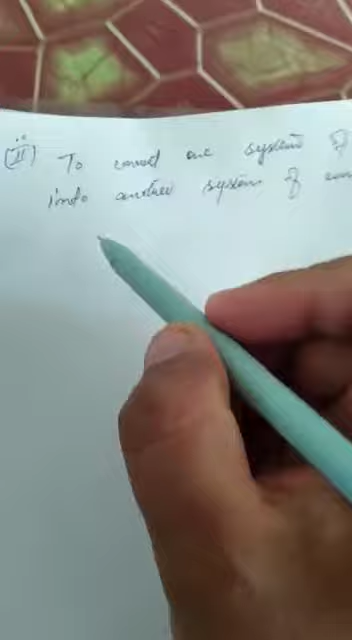 (ii) To convert one system of
into another system of